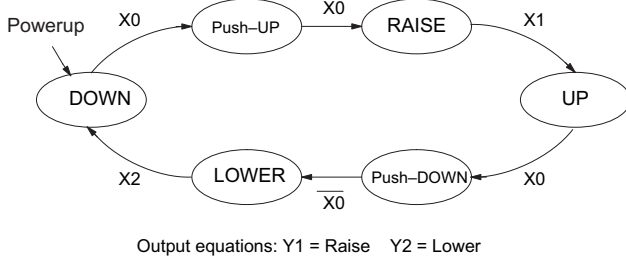 Powerup
X0
Push–UP
X0
RAISE
X1
DOWN
UP
X2
LOWER
X0
Push–DOWN
X0
Output equations: Y1 = Raise Y2 = Lower